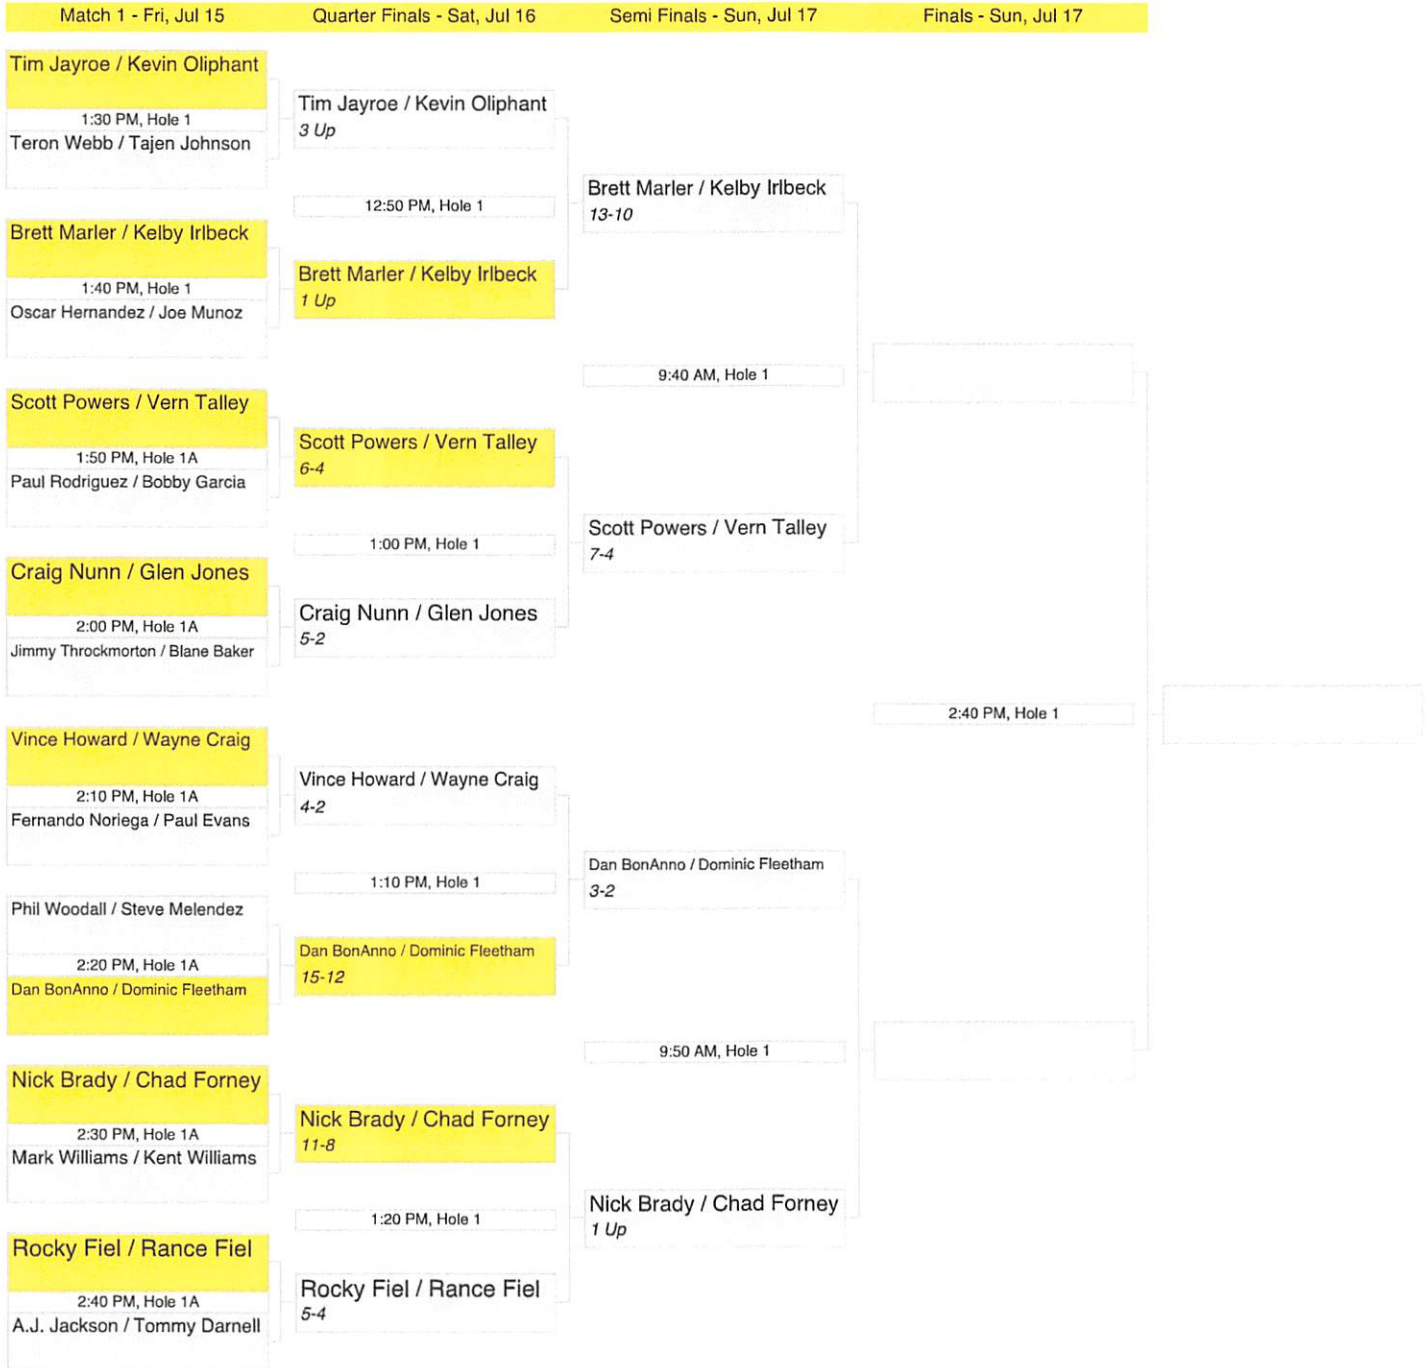 Match 1 - Fri, Jul 15
Quarter Finals - Sat, Jul 16
Semi Finals - Sun, Jul 17
Finals - Sun, Jul 17
Tim Jayroe / Kevin Oliphant
1:30 PM, Hole 1
Teron Webb / Tajen Johnson
Brett Marler / Kelby Irlbeck
1:40 PM, Hole 1
Oscar Hernandez / Joe Munoz
Scott Powers / Vern Talley
1:50 PM, Hole 1A
Paul Rodriguez / Bobby Garcia
Craig Nunn / Glen Jones
2:00 PM, Hole 1A
Jimmy Throckmorton / Blane Baker
Vince Howard / Wayne Craig
2:10 PM, Hole 1A
Fernando Noriega / Paul Evans
Phil Woodall / Steve Melendez
2:20 PM, Hole 1A
Dan BonAnno / Dominic Fleetham
Nick Brady / Chad Forney
2:30 PM, Hole 1A
Mark Williams / Kent Williams
Rocky Fiel / Rance Fiel
2:40 PM, Hole 1A
A.J. Jackson / Tommy Darnell
Tim Jayroe / Kevin Oliphant
3 Up
12:50 PM, Hole 1
Brett Marler / Kelby Irlbeck
1 Up
Scott Powers / Vern Talley
6-4
1:00 PM, Hole 1
Craig Nunn / Glen Jones
5-2
Vince Howard / Wayne Craig
4-2
1:10 PM, Hole 1
Dan BonAnno / Dominic Fleetham
15-12
Nick Brady / Chad Forney
11-8
1:20 PM, Hole 1
Rocky Fiel / Rance Fiel
5-4
Brett Marler / Kelby Irlbeck
13-10
9:40 AM, Hole 1
Scott Powers / Vern Talley
7-4
Dan BonAnno / Dominic Fleetham
3-2
9:50 AM, Hole 1
Nick Brady / Chad Forney
1 Up
2:40 PM, Hole 1